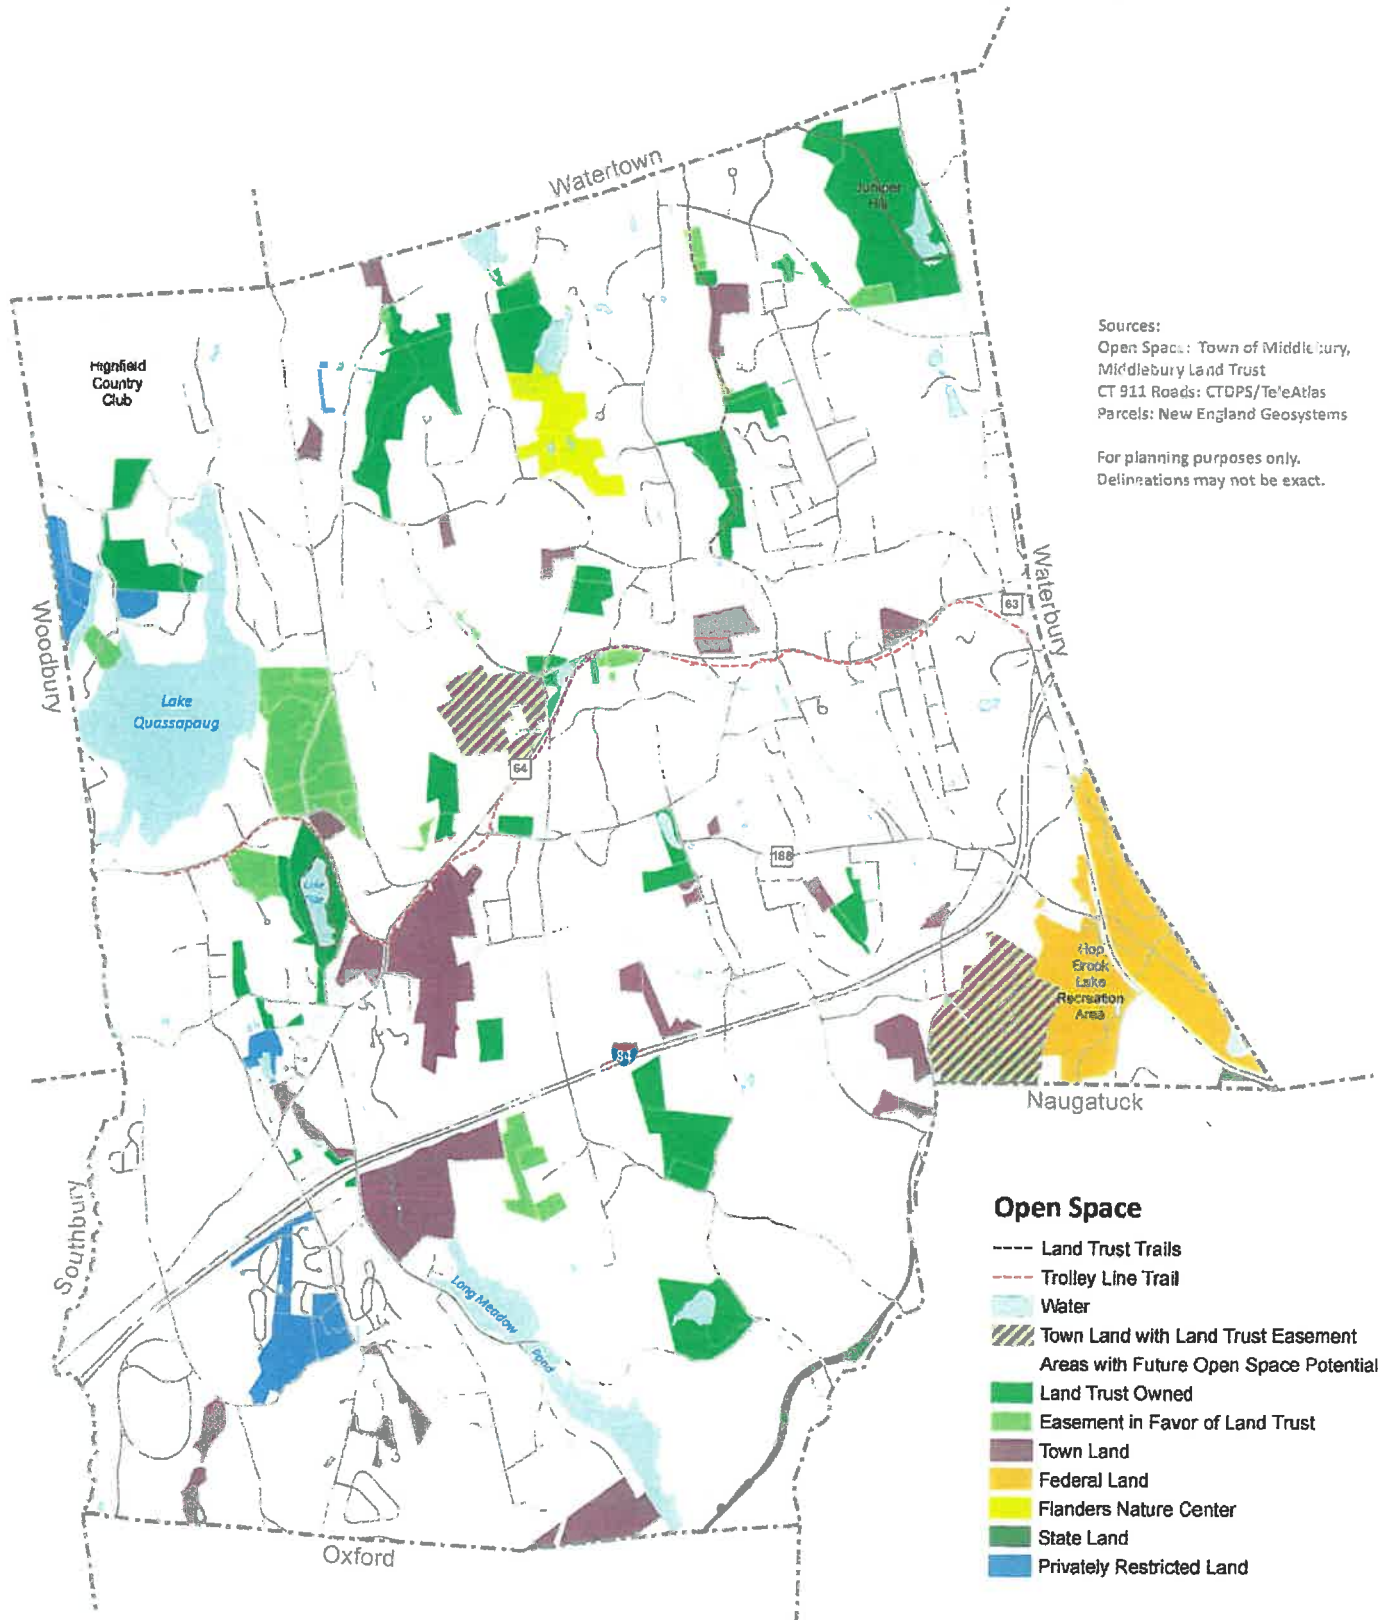 Watertown
Juniper
Hill
Highfield
Country
Club
Sources:
Open Space: Town of Middlebury,
Middlebury Land Trust
CT 911 Roads: CTDPS/TeleAtlas
Parcels: New England Geosystems
For planning purposes only.
Delineations may not be exact.
Woodbury
Waterbury
63
Lake
Quassapaug
64
188
Lake
Hop
Brook
Lake
Recreation
Area
84
Naugatuck
Southbury
Long Meadow
Pond
Oxford
Open Space
Land Trust Trails
Trolley Line Trail
Water
Town Land with Land Trust Easement
Areas with Future Open Space Potential
Land Trust Owned
Easement in Favor of Land Trust
Town Land
Federal Land
Flanders Nature Center
State Land
Privately Restricted Land